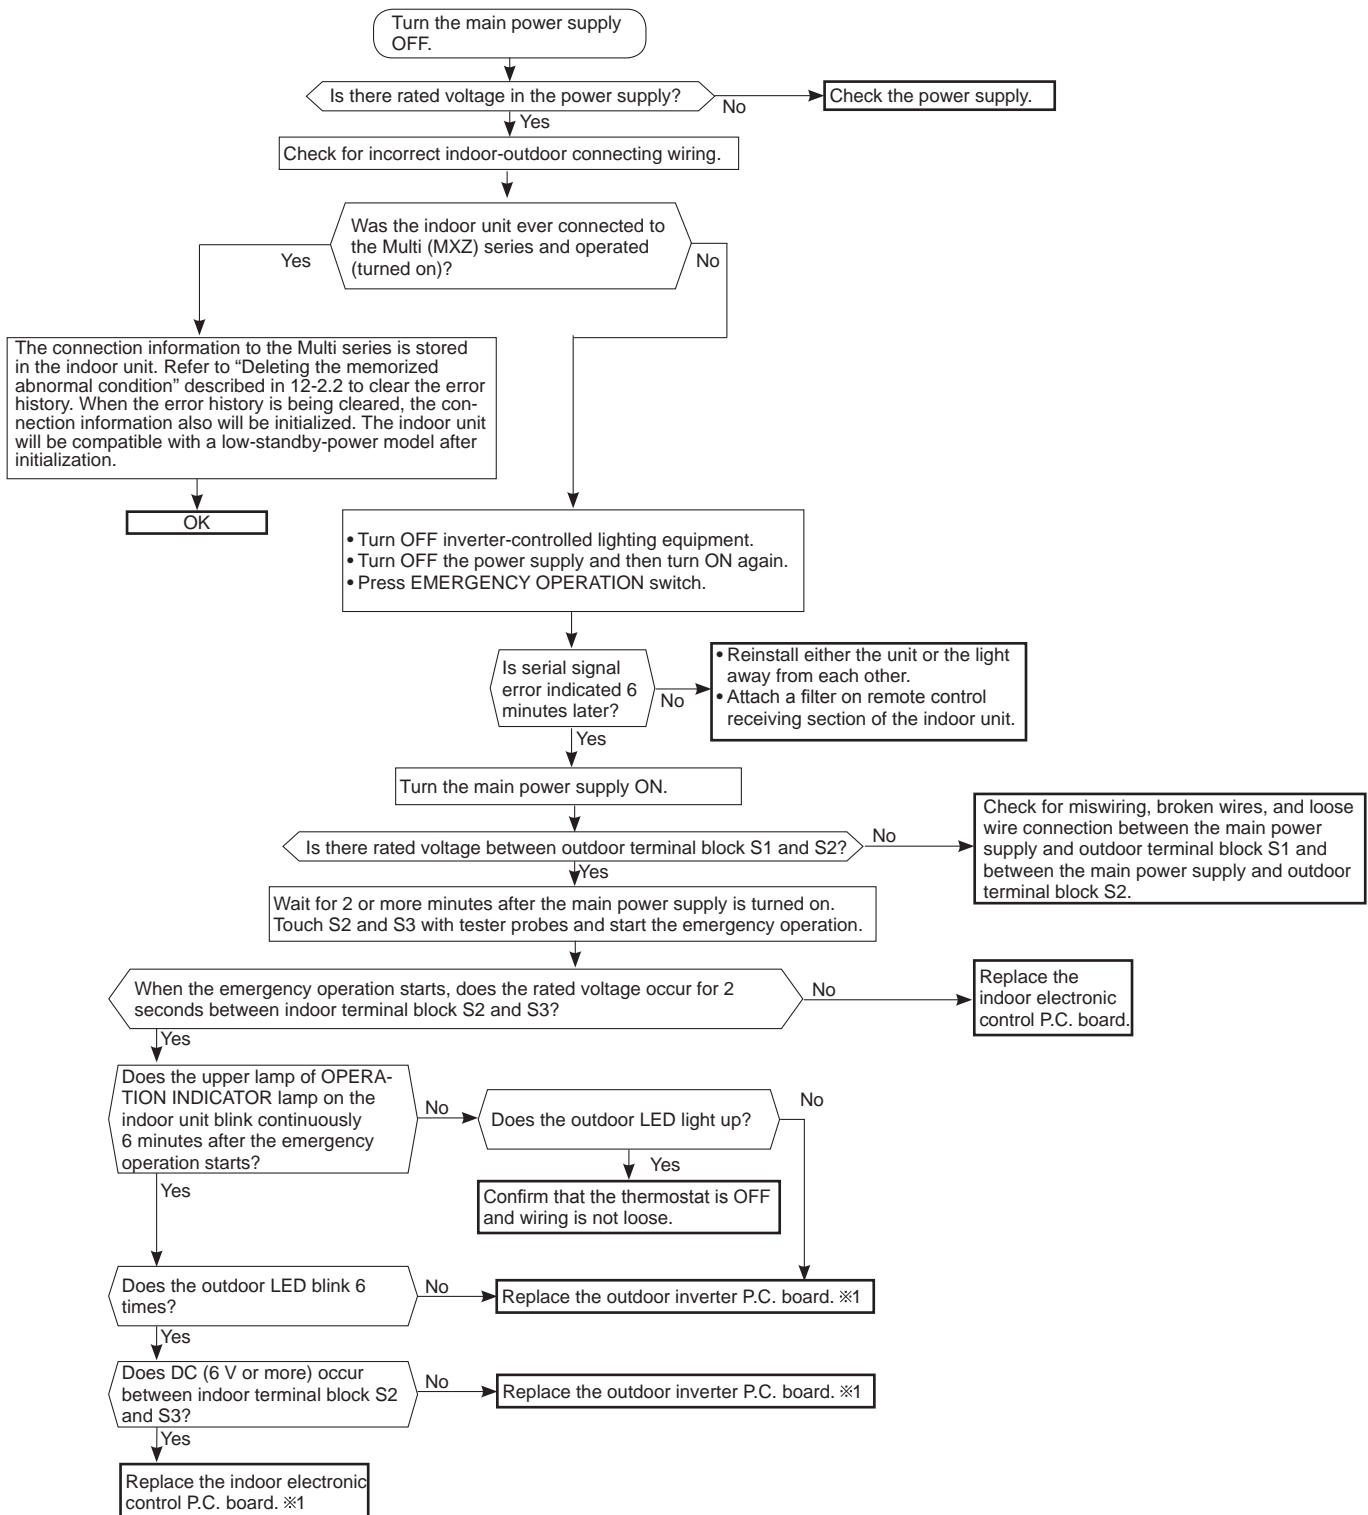 Turn the main power supply
OFF.
Is there rated voltage in the power supply?
No
Check the power supply.
Yes
Check for incorrect indoor-outdoor connecting wiring.
Was the indoor unit ever connected to
the Multi (MXZ) series and operated
(turned on)?
Yes
No
The connection information to the Multi series is stored
in the indoor unit. Refer to “Deleting the memorized
abnormal condition” described in 12-2.2 to clear the error
history. When the error history is being cleared, the con-
nection information also will be initialized. The indoor unit
will be compatible with a low-standby-power model after
initialization.
OK
• Turn OFF inverter-controlled lighting equipment.
• Turn OFF the power supply and then turn ON again.
• Press EMERGENCY OPERATION switch.
Is serial signal
error indicated 6
minutes later?
No
• Reinstall either the unit or the light
away from each other.
• Attach a filter on remote control
receiving section of the indoor unit.
Yes
Turn the main power supply ON.
Is there rated voltage between outdoor terminal block S1 and S2?
No
Check for miswiring, broken wires, and loose
wire connection between the main power
supply and outdoor terminal block S1 and
between the main power supply and outdoor
terminal block S2.
Yes
Wait for 2 or more minutes after the main power supply is turned on.
Touch S2 and S3 with tester probes and start the emergency operation.
When the emergency operation starts, does the rated voltage occur for 2
seconds between indoor terminal block S2 and S3?
No
Replace the
indoor electronic
control P.C. board.
Yes
Does the upper lamp of OPERA-
TION INDICATOR lamp on the
indoor unit blink continuously
6 minutes after the emergency
operation starts?
No
Does the outdoor LED light up?
No
Yes
Confirm that the thermostat is OFF
and wiring is not loose.
Yes
Does the outdoor LED blink 6
times?
No
Replace the outdoor inverter P.C. board. ※1
Yes
Does DC (6 V or more) occur
between indoor terminal block S2
and S3?
No
Replace the outdoor inverter P.C. board. ※1
Yes
Replace the indoor electronic
control P.C. board. ※1